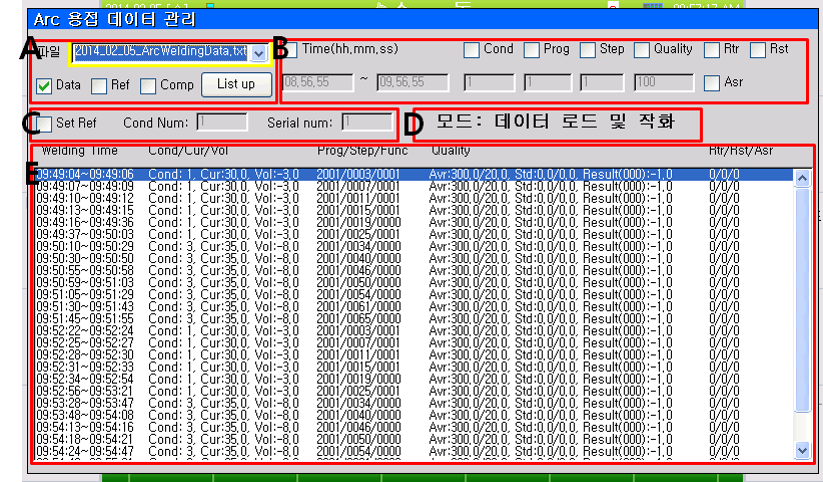 Arc 용접 데이터 관리
A 파일 2014_02_05_ArcWeldingData.txt B Time(hh,mm,ss) Cond Prog Step Quality Rtr Rst
Data Ref Comp List up 08,56,55 ~ 09,56,55 1 1 1 100 Asr
C Set Ref Cond Num: 1 Serial num: 1 D 모드: 데이터 로드 및 작화
Welding Time Cond/Cur/Vol Prog/Step/Func Quality Rtr/Rst/Asr
E
09:49:04~09:49:06 Cond: 1, Cur:30.0, Vol:-3.0 2001/0003/0001 Avr:300.0/20.0, Std:0.0/0.0, Result(000):-1.0 0/0/0
09:49:07~09:49:09 Cond: 1, Cur:30.0, Vol:-3.0 2001/0007/0001 Avr:300.0/20.0, Std:0.0/0.0, Result(000):-1.0 0/0/0
09:49:10~09:49:12 Cond: 1, Cur:30.0, Vol:-3.0 2001/0011/0001 Avr:300.0/20.0, Std:0.0/0.0, Result(000):-1.0 0/0/0
09:49:13~09:49:15 Cond: 1, Cur:30.0, Vol:-3.0 2001/0015/0001 Avr:300.0/20.0, Std:0.0/0.0, Result(000):-1.0 0/0/0
09:49:16~09:49:36 Cond: 1, Cur:30.0, Vol:-3.0 2001/0019/0000 Avr:300.0/20.0, Std:0.0/0.0, Result(000):-1.0 0/0/0
09:49:37~09:50:03 Cond: 1, Cur:30.0, Vol:-3.0 2001/0025/0001 Avr:300.0/20.0, Std:0.0/0.0, Result(000):-1.0 0/0/0
09:50:10~09:50:29 Cond: 3, Cur:35.0, Vol:-8.0 2001/0034/0000 Avr:300.0/20.0, Std:0.0/0.0, Result(000):-1.0 0/0/0
09:50:30~09:50:50 Cond: 3, Cur:35.0, Vol:-8.0 2001/0040/0000 Avr:300.0/20.0, Std:0.0/0.0, Result(000):-1.0 0/0/0
09:50:55~09:50:58 Cond: 3, Cur:35.0, Vol:-8.0 2001/0046/0000 Avr:300.0/20.0, Std:0.0/0.0, Result(000):-1.0 0/0/0
09:50:59~09:51:03 Cond: 3, Cur:35.0, Vol:-8.0 2001/0050/0000 Avr:300.0/20.0, Std:0.0/0.0, Result(000):-1.0 0/0/0
09:51:05~09:51:29 Cond: 3, Cur:35.0, Vol:-8.0 2001/0054/0000 Avr:300.0/20.0, Std:0.0/0.0, Result(000):-1.0 0/0/0
09:51:30~09:51:43 Cond: 3, Cur:35.0, Vol:-8.0 2001/0061/0000 Avr:300.0/20.0, Std:0.0/0.0, Result(000):-1.0 0/0/0
09:51:45~09:51:55 Cond: 3, Cur:35.0, Vol:-8.0 2001/0065/0000 Avr:300.0/20.0, Std:0.0/0.0, Result(000):-1.0 0/0/0
09:52:22~09:52:24 Cond: 1, Cur:30.0, Vol:-3.0 2001/0003/0001 Avr:300.0/20.0, Std:0.0/0.0, Result(000):-1.0 0/0/0
09:52:25~09:52:27 Cond: 1, Cur:30.0, Vol:-3.0 2001/0007/0001 Avr:300.0/20.0, Std:0.0/0.0, Result(000):-1.0 0/0/0
09:52:28~09:52:30 Cond: 1, Cur:30.0, Vol:-3.0 2001/0011/0001 Avr:300.0/20.0, Std:0.0/0.0, Result(000):-1.0 0/0/0
09:52:31~09:52:33 Cond: 1, Cur:30.0, Vol:-3.0 2001/0015/0001 Avr:300.0/20.0, Std:0.0/0.0, Result(000):-1.0 0/0/0
09:52:34~09:52:54 Cond: 1, Cur:30.0, Vol:-3.0 2001/0019/0000 Avr:300.0/20.0, Std:0.0/0.0, Result(000):-1.0 0/0/0
09:52:56~09:53:21 Cond: 1, Cur:30.0, Vol:-3.0 2001/0025/0001 Avr:300.0/20.0, Std:0.0/0.0, Result(000):-1.0 0/0/0
09:53:28~09:53:47 Cond: 3, Cur:35.0, Vol:-8.0 2001/0034/0000 Avr:300.0/20.0, Std:0.0/0.0, Result(000):-1.0 0/0/0
09:53:48~09:54:08 Cond: 3, Cur:35.0, Vol:-8.0 2001/0040/0000 Avr:300.0/20.0, Std:0.0/0.0, Result(000):-1.0 0/0/0
09:54:13~09:54:16 Cond: 3, Cur:35.0, Vol:-8.0 2001/0046/0000 Avr:300.0/20.0, Std:0.0/0.0, Result(000):-1.0 0/0/0
09:54:18~09:54:21 Cond: 3, Cur:35.0, Vol:-8.0 2001/0050/0000 Avr:300.0/20.0, Std:0.0/0.0, Result(000):-1.0 0/0/0
09:54:24~09:54:47 Cond: 3, Cur:35.0, Vol:-8.0 2001/0054/0000 Avr:300.0/20.0, Std:0.0/0.0, Result(000):-1.0 0/0/0